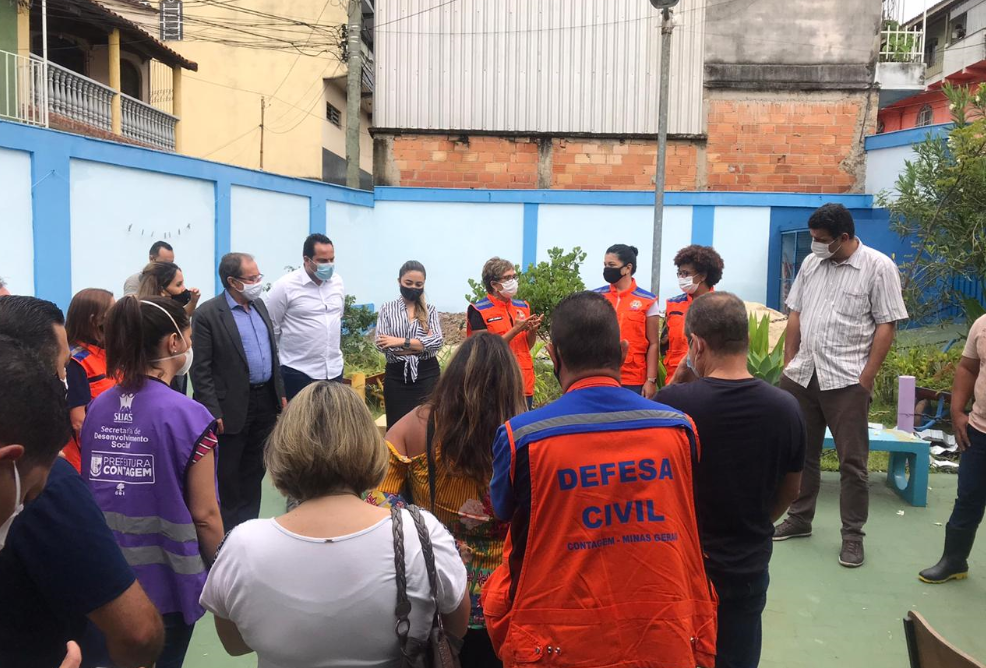 SUAS
Secretaria de
Desenvolvimento
Social
PREFEITURA
CONTAGEM
DEFESA
CIVIL
CONTAGEM - MINAS GERAIS